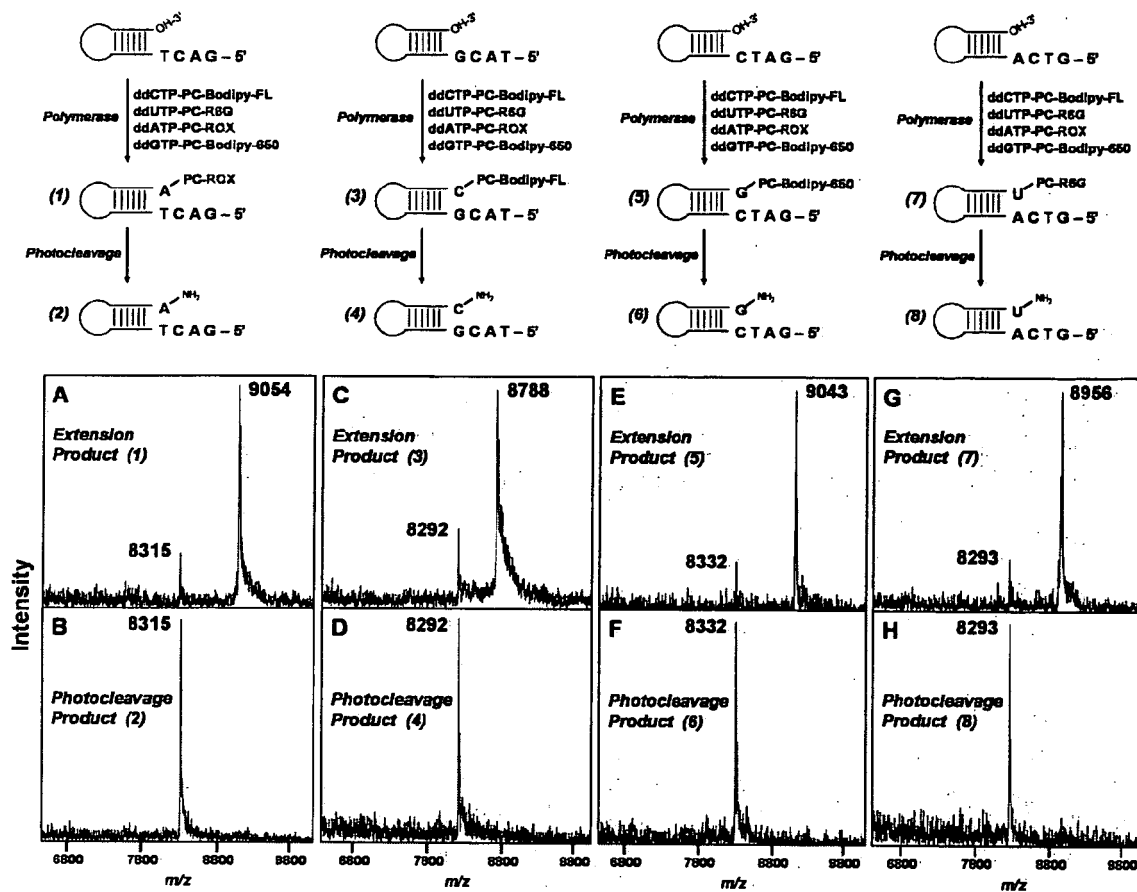 OH-3'
TCAG-5'
Polymerase
ddCTP-PC-Bodipy-FL
ddUTP-PC-R6G
ddATP-PC-ROX
ddGTP-PC-Bodipy-650
(1)
A
PC-ROX
TCAG-5'
Photocleavage
(2)
A
NH2
TCAG-5'
OH-3'
GCAT-5'
Polymerase
ddCTP-PC-Bodipy-FL
ddUTP-PC-R6G
ddATP-PC-ROX
ddGTP-PC-Bodipy-650
(3)
C
PC-Bodipy-FL
GCAT-5'
Photocleavage
(4)
C
NH2
GCAT-5'
OH-3'
CTAG-5'
Polymerase
ddCTP-PC-Bodipy-FL
ddUTP-PC-R6G
ddATP-PC-ROX
ddGTP-PC-Bodipy-650
(5)
G
PC-Bodipy-650
CTAG-5'
Photocleavage
(6)
G
NH2
CTAG-5'
OH-3'
ACTG-5'
Polymerase
ddCTP-PC-Bodipy-FL
ddUTP-PC-R6G
ddATP-PC-ROX
ddGTP-PC-Bodipy-650
(7)
U
PC-R6G
ACTG-5'
Photocleavage
(8)
U
NH2
ACTG-5'
Intensity
A
9054
Extension
Product (1)
8315
C
8788
Extension
Product (3)
8292
E
9043
Extension
Product (5)
8332
G
8956
Extension
Product (7)
8293
B
8315
Photocleavage
Product (2)
6800 7800 8800 9800
m/z
D
8292
Photocleavage
Product (4)
6800 7800 8800 9800
m/z
F
8332
Photocleavage
Product (6)
6800 7800 8800 9800
m/z
H
8293
Photocleavage
Product (8)
6800 7800 8800 9800
m/z